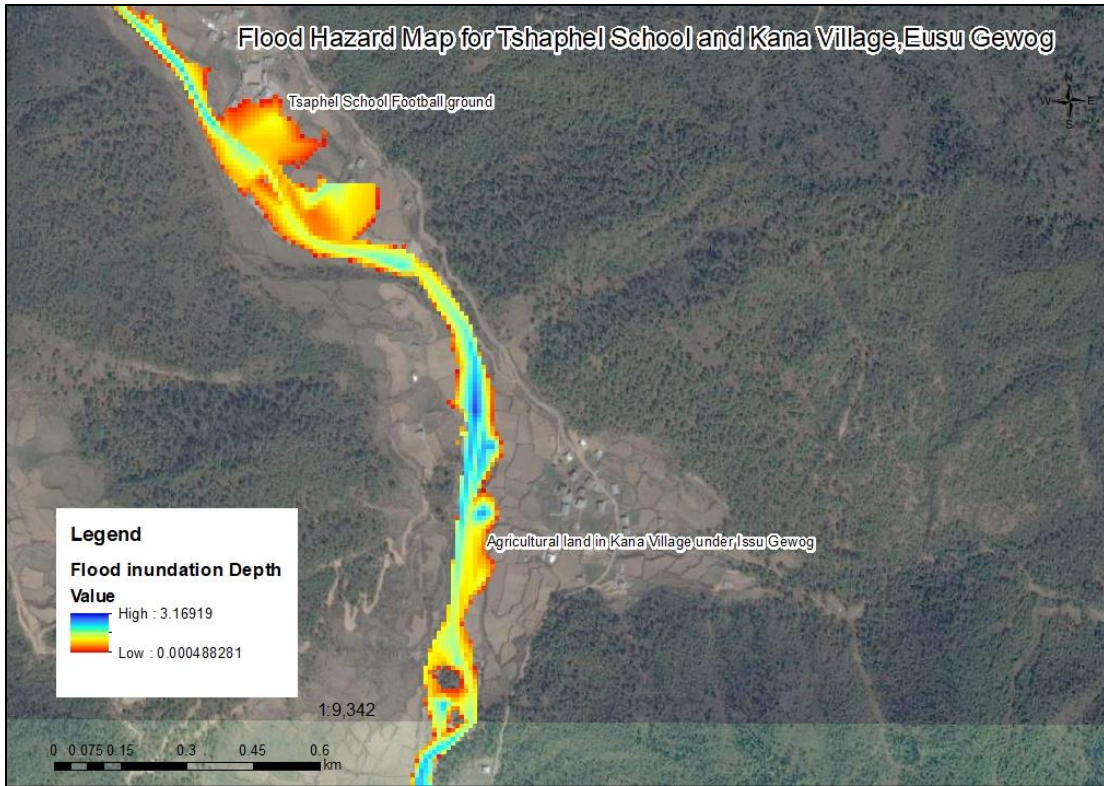 Flood Hazard Map for Tshaphel School and Kana Village,Eusu Gewog
Tsaphel School Football ground
N
W E
S
Agricultural land in Kana Village under Issu Gewog
Legend
Flood inundation Depth
Value
High : 3.16919
Low : 0.000488281
1:9,342
0 0.075 0.15 0.3 0.45 0.6
km